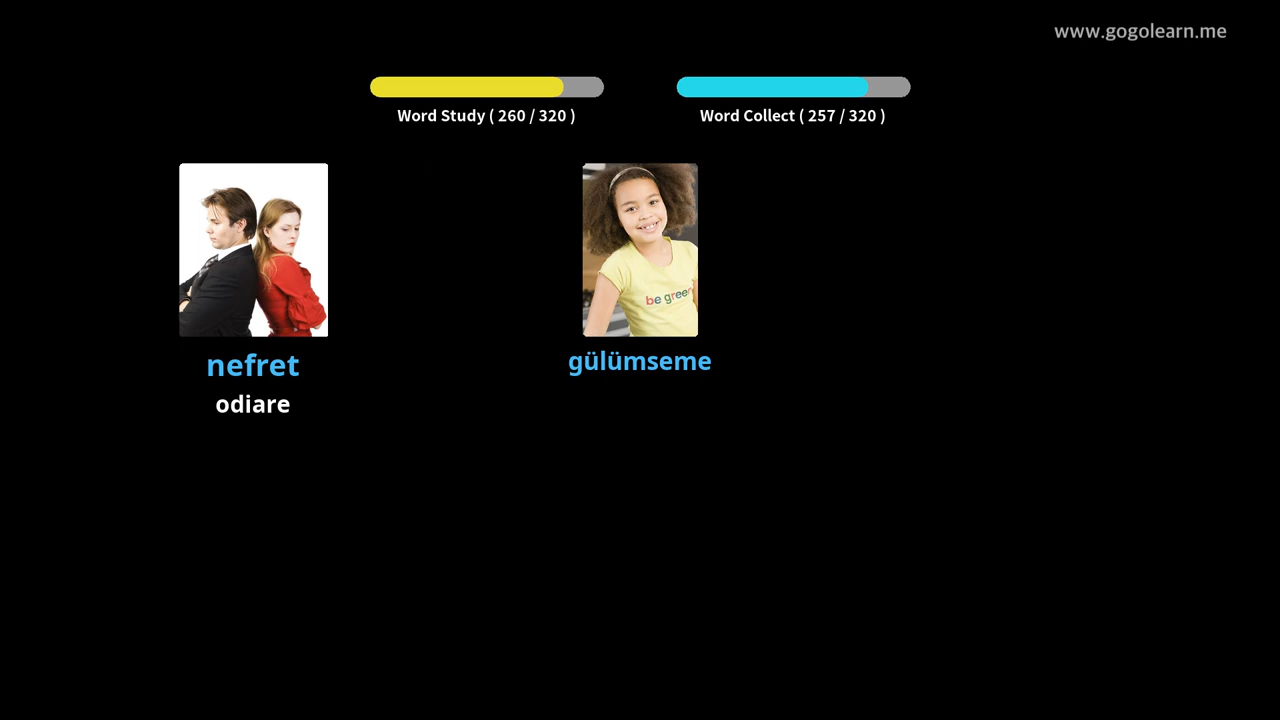 www.gogolearn.me
Word Study ( 260 / 320 )
Word Collect ( 257 / 320 )
be green
nefret
gülümseme
odiare